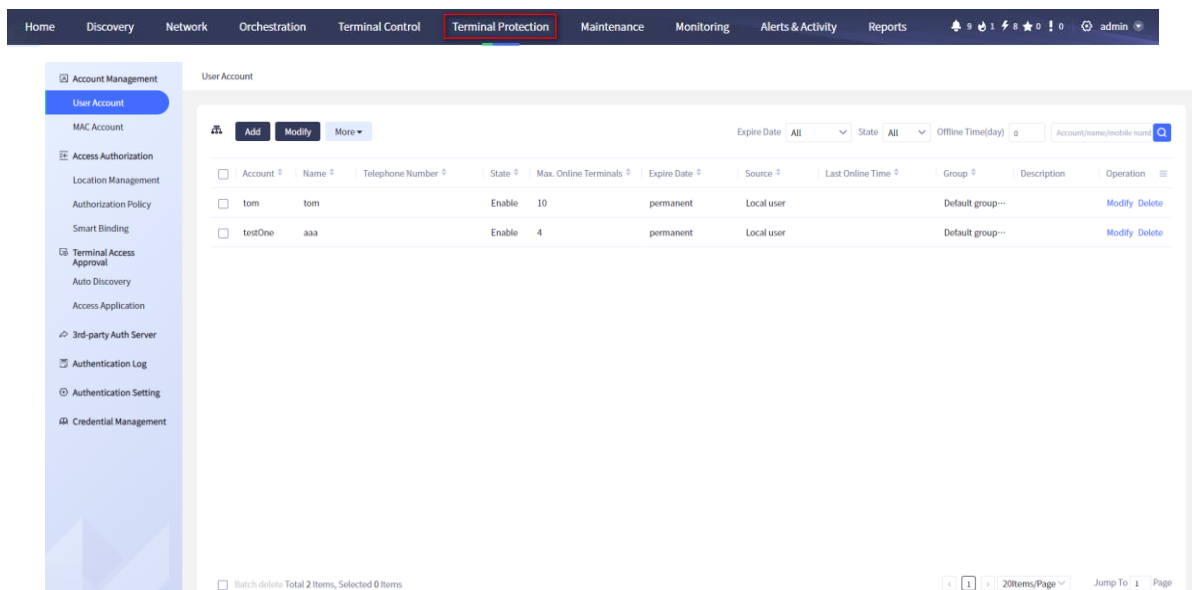 Home Discovery Network Orchestration Terminal Control Terminal Protection Maintenance Monitoring Alerts & Activity Reports 9 1 8 0 0 admin
Account Management
User Account
MAC Account
Access Authorization
Location Management
Authorization Policy
Smart Binding
Terminal Access
Approval
Auto Discovery
Access Application
3rd-party Auth Server
Authentication Log
Authentication Setting
Credential Management
User Account
Add Modify More Expire Date All State All Offline Time(day) 0 Account/name/mobile numb
Account Name Telephone Number State Max. Online Terminals Expire Date Source Last Online Time Group Description Operation
tom tom Enable 10 permanent Local user Default group··· Modify Delete
testOne aaa Enable 4 permanent Local user Default group··· Modify Delete
Batch delete Total 2 Items, Selected 0 Items 1 20Items/Page Jump To 1 Page